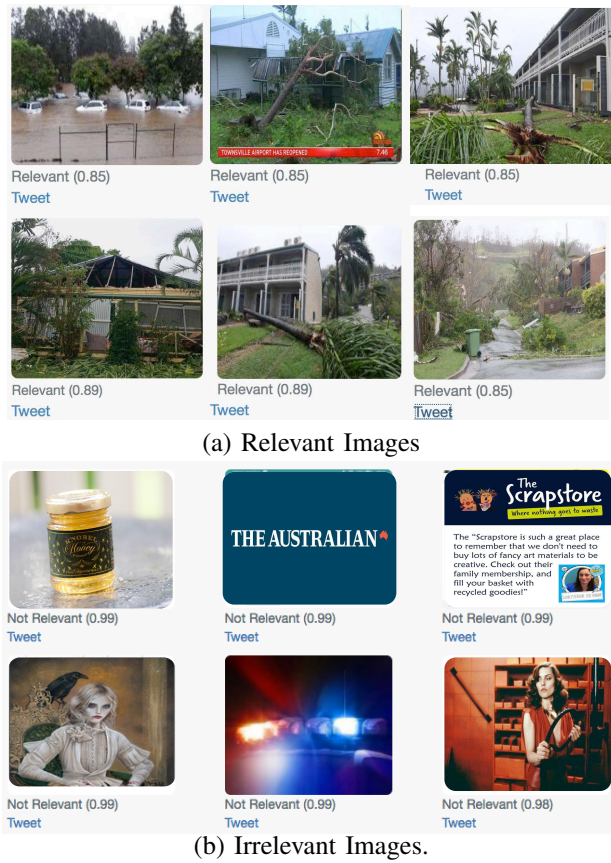 TOWNSVILLE AIRPORT HAS REOPENED 7.46
Relevant (0.85) Relevant (0.85) Relevant (0.85)
Tweet Tweet Tweet
Relevant (0.89) Relevant (0.89) Relevant (0.85)
Tweet Tweet Tweet
(a) Relevant Images
The
Scrapstore
Where nothing goes to waste
Honey
THE AUSTRALIAN
The “Scrapstore is such a great place
to remember that we don't need to
buy lots of fancy art materials to be
creative. Check out their
family membership, and
fill your basket with
recycled goodies!”
Not Relevant (0.99) Not Relevant (0.99) Not Relevant (0.99)
Tweet Tweet Tweet
Not Relevant (0.99) Not Relevant (0.99) Not Relevant (0.98)
Tweet Tweet Tweet
(b) Irrelevant Images.